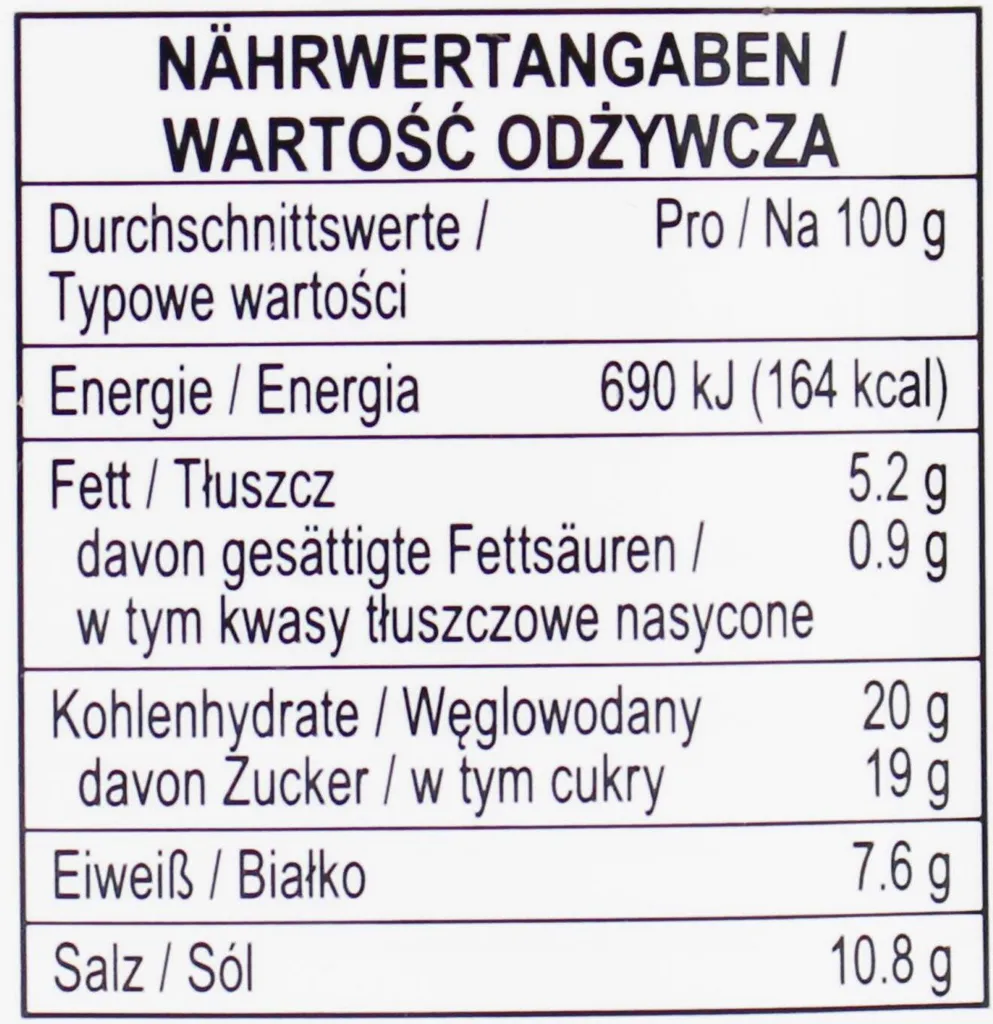 NÄHRWERTANGABEN /
WARTOŚĆ ODŻYWCZA
Durchschnittswerte / Pro / Na 100 g
Typowe wartości
Energie / Energia 690 kJ (164 kcal)
Fett / Tłuszcz 5.2 g
davon gesättigte Fettsäuren / 0.9 g
w tym kwasy tłuszczowe nasycone
Kohlenhydrate / Węglowodany 20 g
davon Zucker / w tym cukry 19 g
Eiweiß / Białko 7.6 g
Salz / Sól 10.8 g